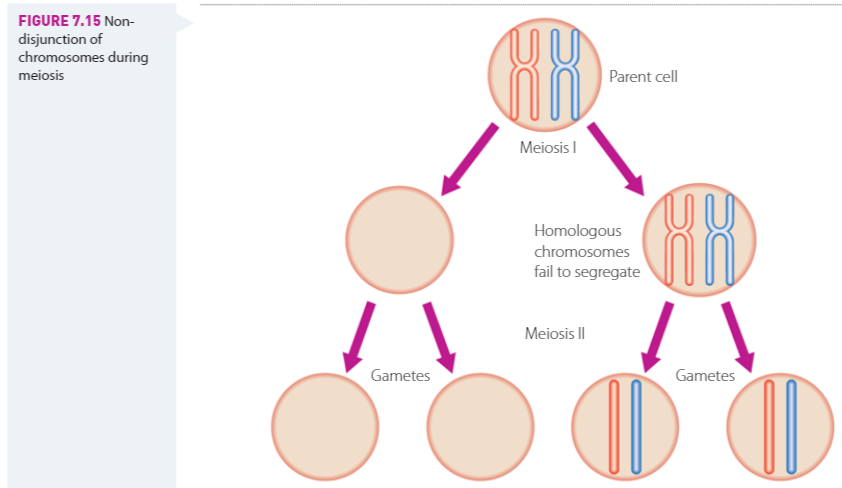 FIGURE 7.15 Non-
disjunction of
chromosomes during
meiosis
Parent cell
Meiosis I
Homologous
chromosomes
fail to segregate
Meiosis II
Gametes
Gametes